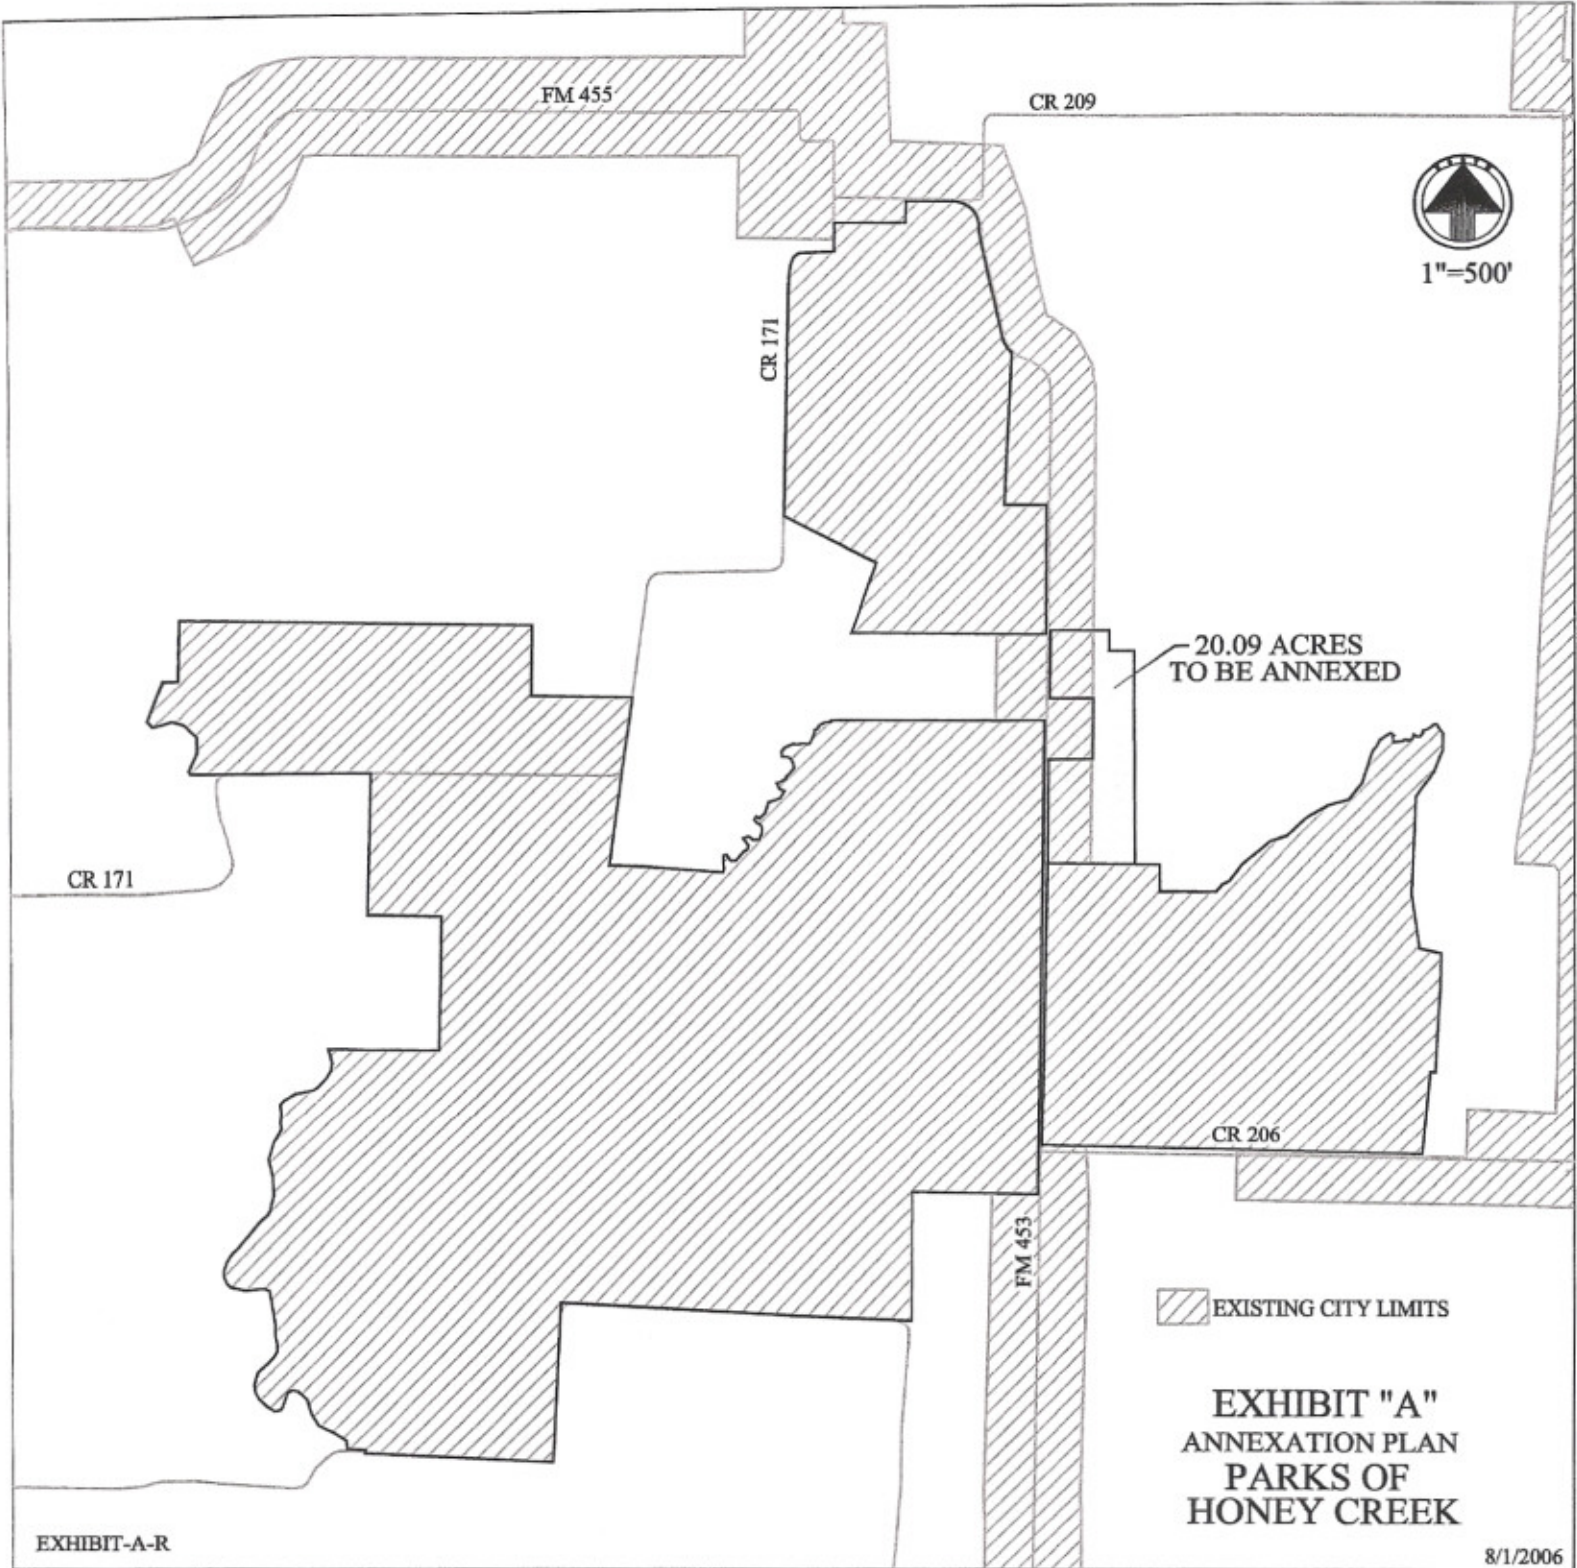 FM 455
CR 209
1"=500'
CR 171
20.09 ACRES
TO BE ANNEXED
CR 171
CR 206
FM 453
EXISTING CITY LIMITS
EXHIBIT "A"
ANNEXATION PLAN
PARKS OF
HONEY CREEK
EXHIBIT-A-R
8/1/2006